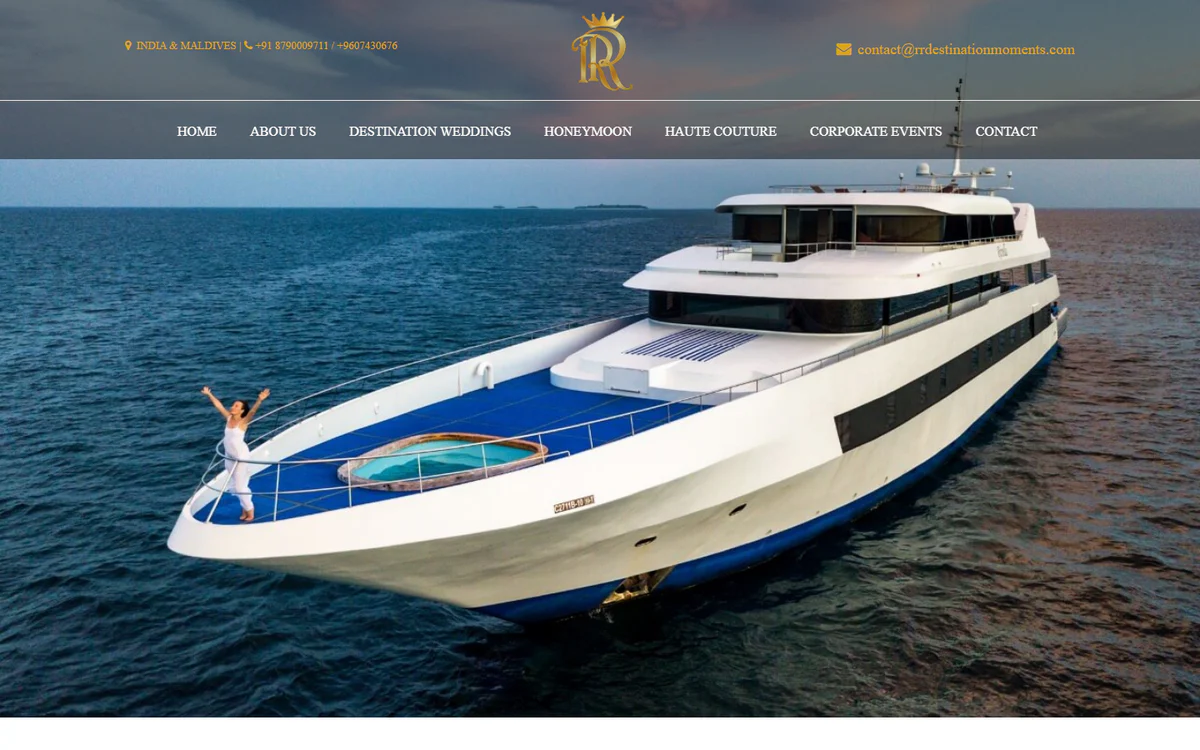 INDIA & MALDIVES | +91 8790009711 / +9607430676
RR
contact@rrdestinationmoments.com
HOME
ABOUT US
DESTINATION WEDDINGS
HONEYMOON
HAUTE COUTURE
CORPORATE EVENTS
CONTACT